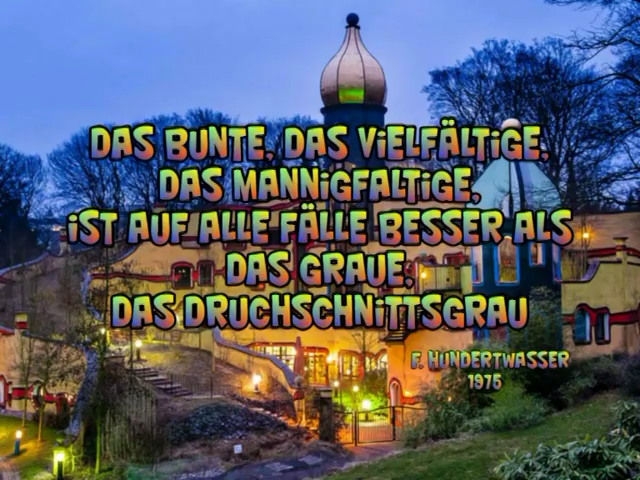 DAS BUNTE, DAS ViELFÄLTiGE,
DAS MANNiGFALTiGE,
iST AUF ALLE FÄLLE BESSER ALS
DAS GRAUE,
DAS DRUCHSCHNiTTSGRAU
F. HUNDERTWASSER
1975